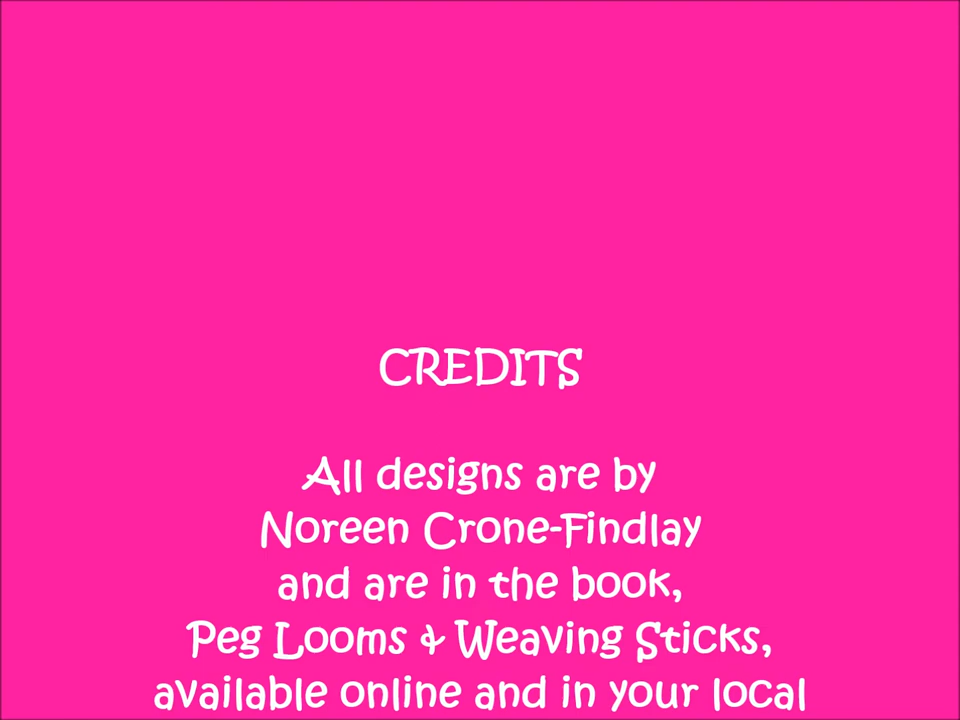 CREDITS
All designs are by
Noreen Crone-Findlay
and are in the book,
Peg Looms & Weaving Sticks,
available online and in your local